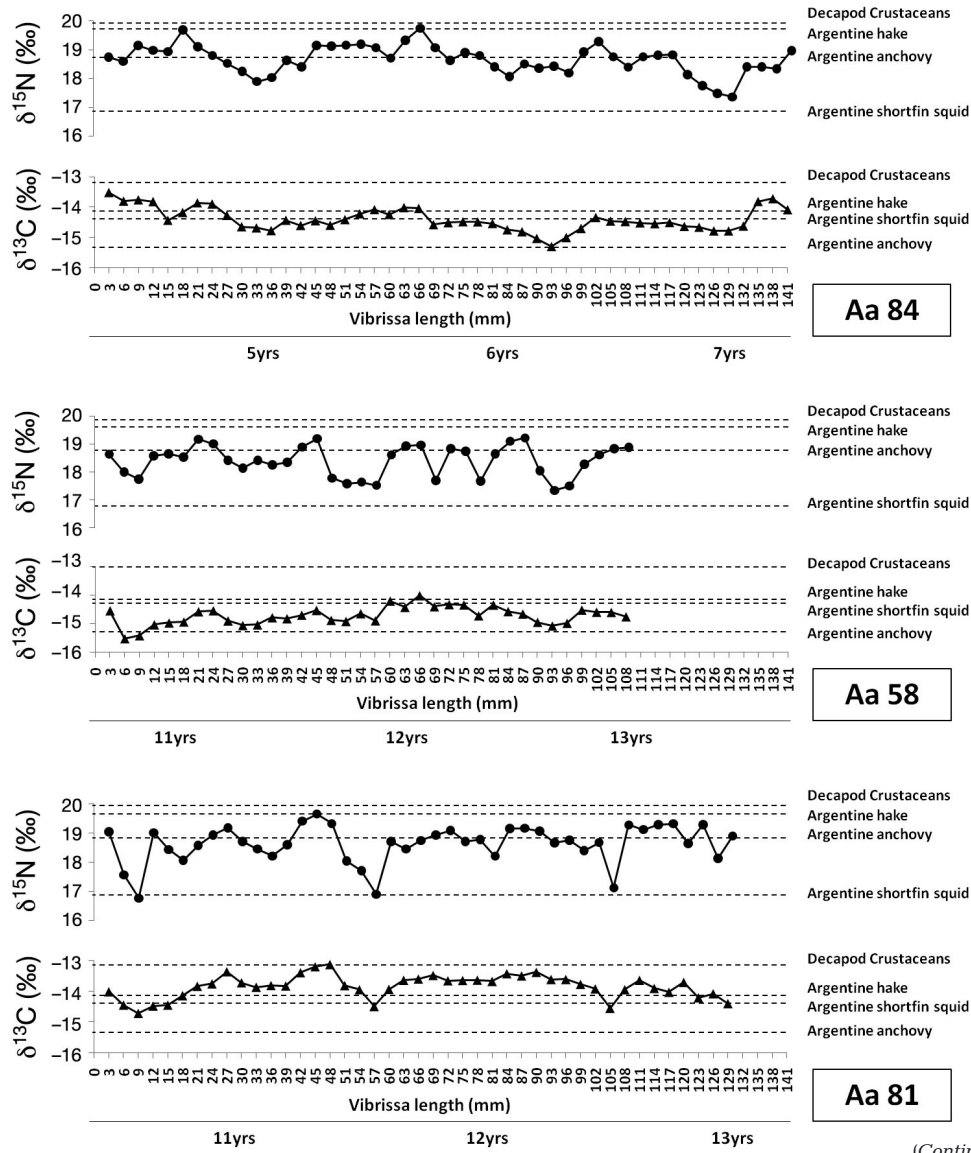 δ15N (‰)
20
19
18
17
16
Decapod Crustaceans
Argentine hake
Argentine anchovy
Argentine shortfin squid
δ13C (‰)
−13
−14
−15
−16
Decapod Crustaceans
Argentine hake
Argentine shortfin squid
Argentine anchovy
0 3 6 9 12 15 18 21 24 27 30 33 36 39 42 45 48 51 54 57 60 63 66 69 72 75 78 81 84 87 90 93 96 99 102 105 108 111 114 117 120 123 126 129 132 135 138 141
Vibrissa length (mm)
5yrs 6yrs 7yrs
Aa 84
δ15N (‰)
20
19
18
17
16
Decapod Crustaceans
Argentine hake
Argentine anchovy
Argentine shortfin squid
δ13C (‰)
−13
−14
−15
−16
Decapod Crustaceans
Argentine hake
Argentine shortfin squid
Argentine anchovy
0 3 6 9 12 15 18 21 24 27 30 33 36 39 42 45 48 51 54 57 60 63 66 69 72 75 78 81 84 87 90 93 96 99 102 105 108 111 114 117 120 123 126 129 132 135 138 141
Vibrissa length (mm)
11yrs 12yrs 13yrs
Aa 58
δ15N (‰)
20
19
18
17
16
Decapod Crustaceans
Argentine hake
Argentine anchovy
Argentine shortfin squid
δ13C (‰)
−13
−14
−15
−16
Decapod Crustaceans
Argentine hake
Argentine shortfin squid
Argentine anchovy
0 3 6 9 12 15 18 21 24 27 30 33 36 39 42 45 48 51 54 57 60 63 66 69 72 75 78 81 84 87 90 93 96 99 102 105 108 111 114 117 120 123 126 129 132 135 138 141
Vibrissa length (mm)
11yrs 12yrs 13yrs
Aa 81